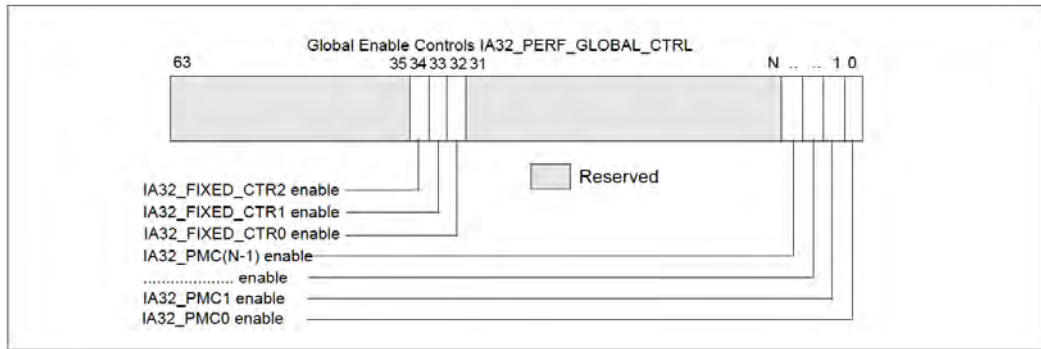 Global Enable Controls IA32_PERF_GLOBAL_CTRL
63 35 34 33 32 31 N .. .. 1 0
Reserved
IA32_FIXED_CTR2 enable
IA32_FIXED_CTR1 enable
IA32_FIXED_CTR0 enable
IA32_PMC(N-1) enable
.................... enable
IA32_PMC1 enable
IA32_PMC0 enable